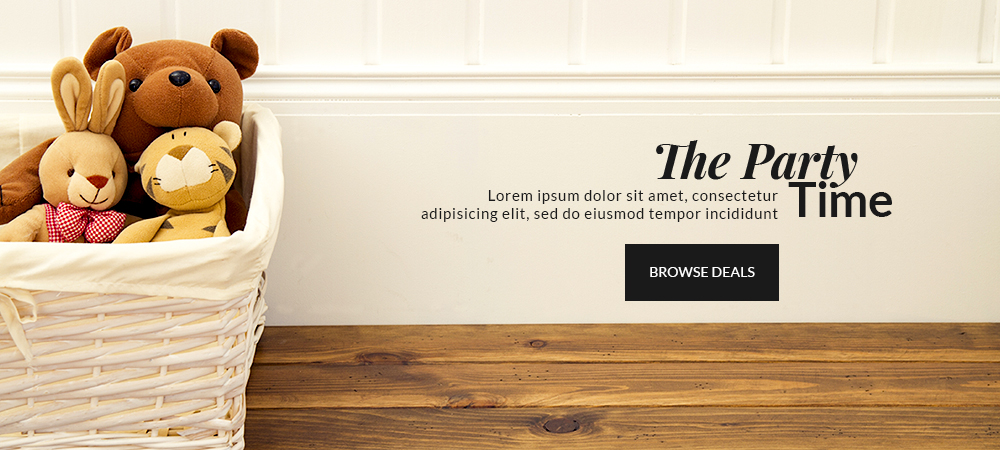 The Party
Time
Lorem ipsum dolor sit amet, consectetur
adipisicing elit, sed do eiusmod tempor incididunt
BROWSE DEALS